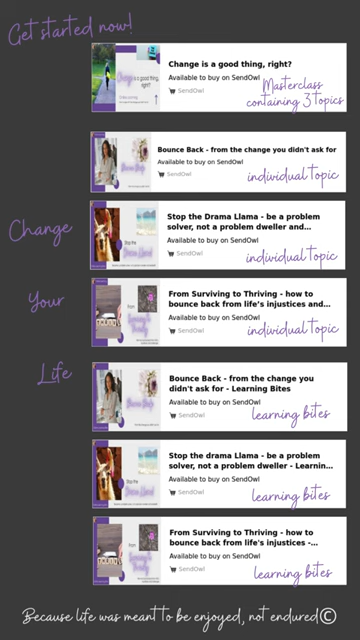 Get started now!
Change is a good thing, right?
Available to buy on SendOwl
SendOwl
Masterclass
containing 3 topics
Bounce Back - from the change you didn't ask for
Available to buy on SendOwl
SendOwl
individual topic
Change
Stop the Drama Llama - be a problem
solver, not a problem dweller and...
Available to buy on SendOwl
SendOwl
individual topic
Your
From Surviving to Thriving - how to
bounce back from life's injustices and...
Available to buy on SendOwl
SendOwl
individual topic
Life
Bounce Back - from the change you
didn't ask for - Learning Bites
Available to buy on SendOwl
SendOwl
learning bites
Stop the drama Llama - be a problem
solver, not a problem dweller - Learnin...
Available to buy on SendOwl
SendOwl
learning bites
From Surviving to Thriving - how to
bounce back from life's injustices -...
Available to buy on SendOwl
SendOwl
learning bites
Because life was meant to be enjoyed, not endured©